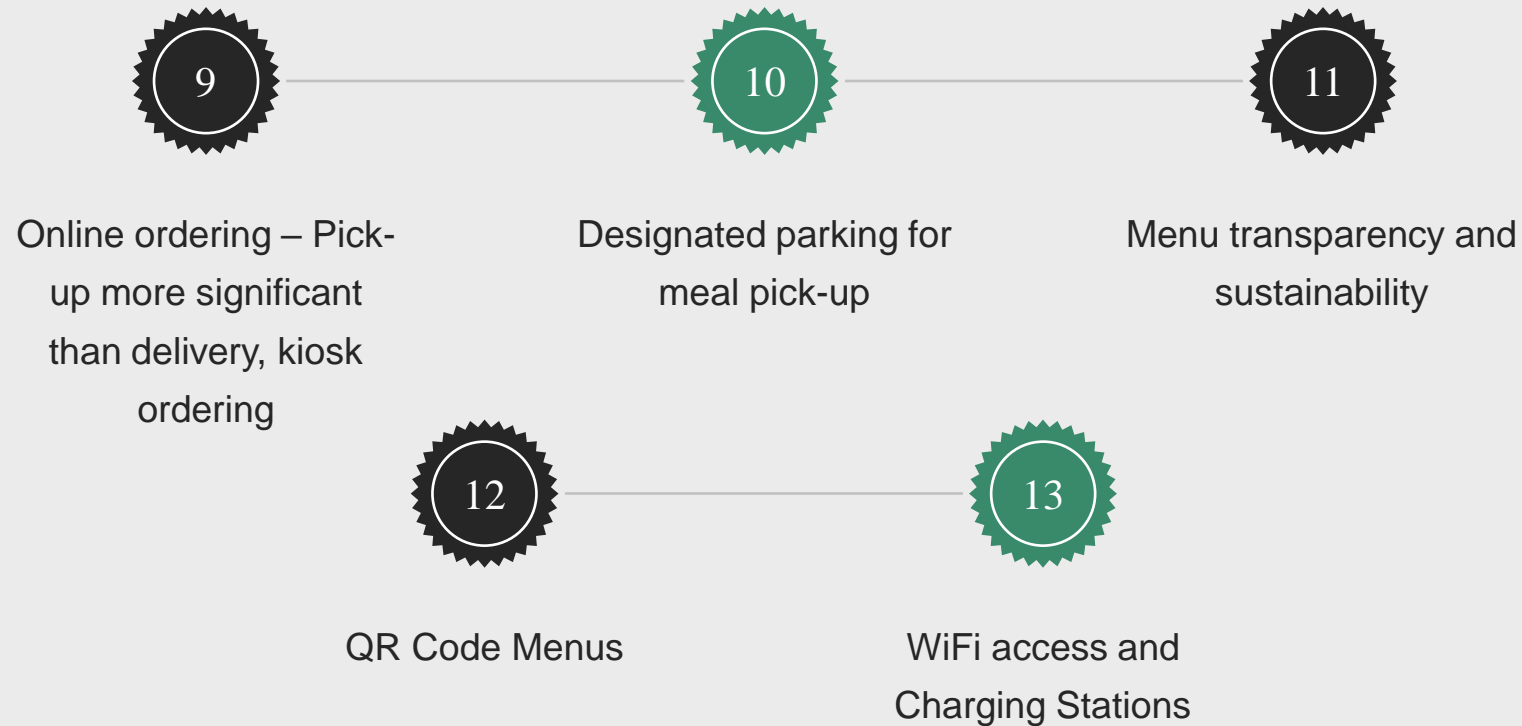 9
Online ordering – Pick-
up more significant
than delivery, kiosk
ordering
10
Designated parking for
meal pick-up
11
Menu transparency and
sustainability
12
QR Code Menus
13
WiFi access and
Charging Stations